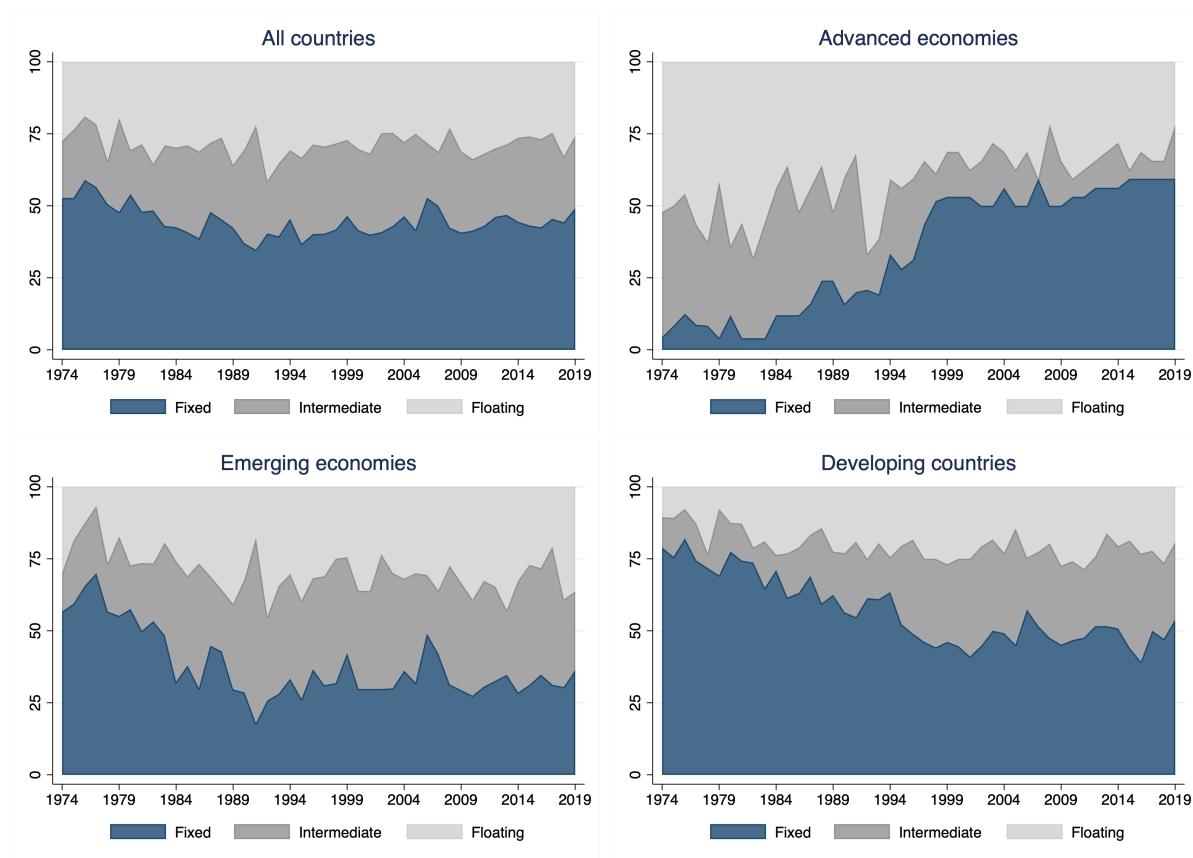 All countries
100
75
50
25
0
1974 1979 1984 1989 1994 1999 2004 2009 2014 2019
Fixed Intermediate Floating
Advanced economies
100
75
50
25
0
1974 1979 1984 1989 1994 1999 2004 2009 2014 2019
Fixed Intermediate Floating
Emerging economies
100
75
50
25
0
1974 1979 1984 1989 1994 1999 2004 2009 2014 2019
Fixed Intermediate Floating
Developing countries
100
75
50
25
0
1974 1979 1984 1989 1994 1999 2004 2009 2014 2019
Fixed Intermediate Floating